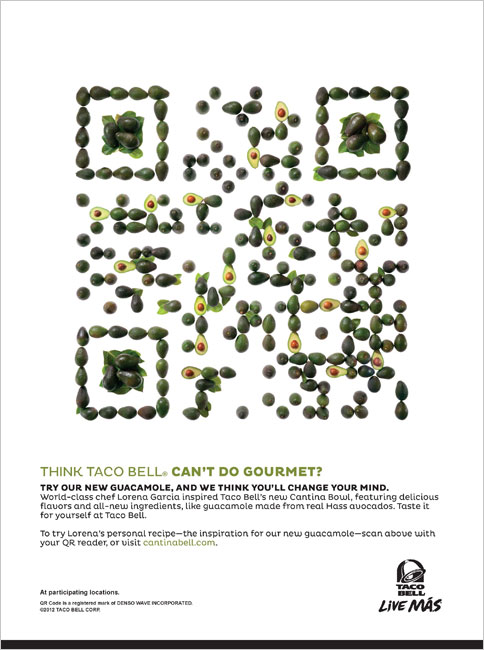 THINK TACO BELL® CAN'T DO GOURMET?
TRY OUR NEW GUACAMOLE, AND WE THINK YOU'LL CHANGE YOUR MIND.
World-class chef Lorena Garcia inspired Taco Bell's new Cantina Bowl, featuring delicious
flavors and all-new ingredients, like guacamole made from real Hass avocados. Taste it
for yourself at Taco Bell.
To try Lorena's personal recipe—the inspiration for our new guacamole—scan above with
your QR reader, or visit cantinabell.com.
At participating locations.
QR Code is a registered mark of DENSO WAVE INCORPORATED.
©2012 TACO BELL CORP.
TACO
BELL
LIVE MÁS